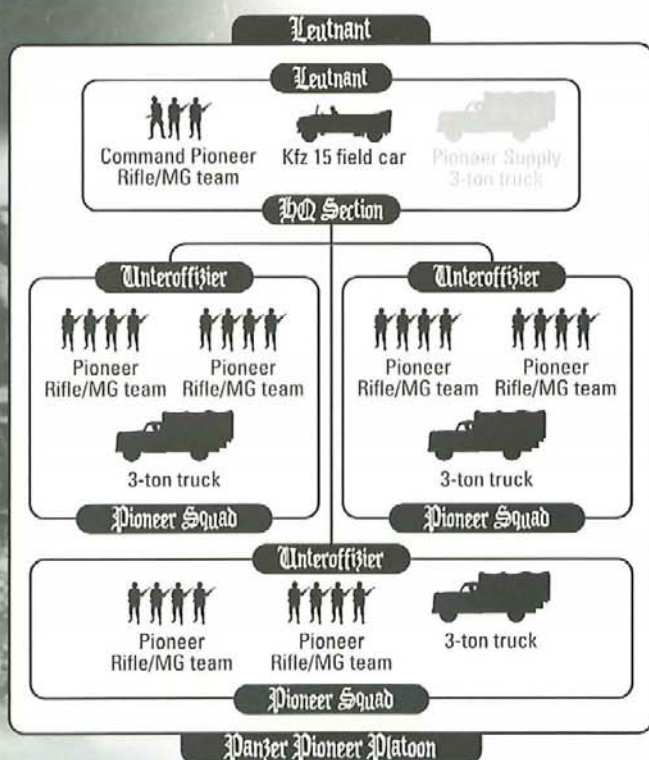 Leutnant
Leutnant
Command Pioneer
Rifle/MG team
Kfz 15 field car
Pioneer Supply
3-ton truck
HQ Section
Unteroffizier
Pioneer
Rifle/MG team
Pioneer
Rifle/MG team
3-ton truck
Pioneer Squad
Unteroffizier
Pioneer
Rifle/MG team
Pioneer
Rifle/MG team
3-ton truck
Pioneer Squad
Unteroffizier
Pioneer
Rifle/MG team
Pioneer
Rifle/MG team
3-ton truck
Pioneer Squad
Panzer Pioneer Platoon